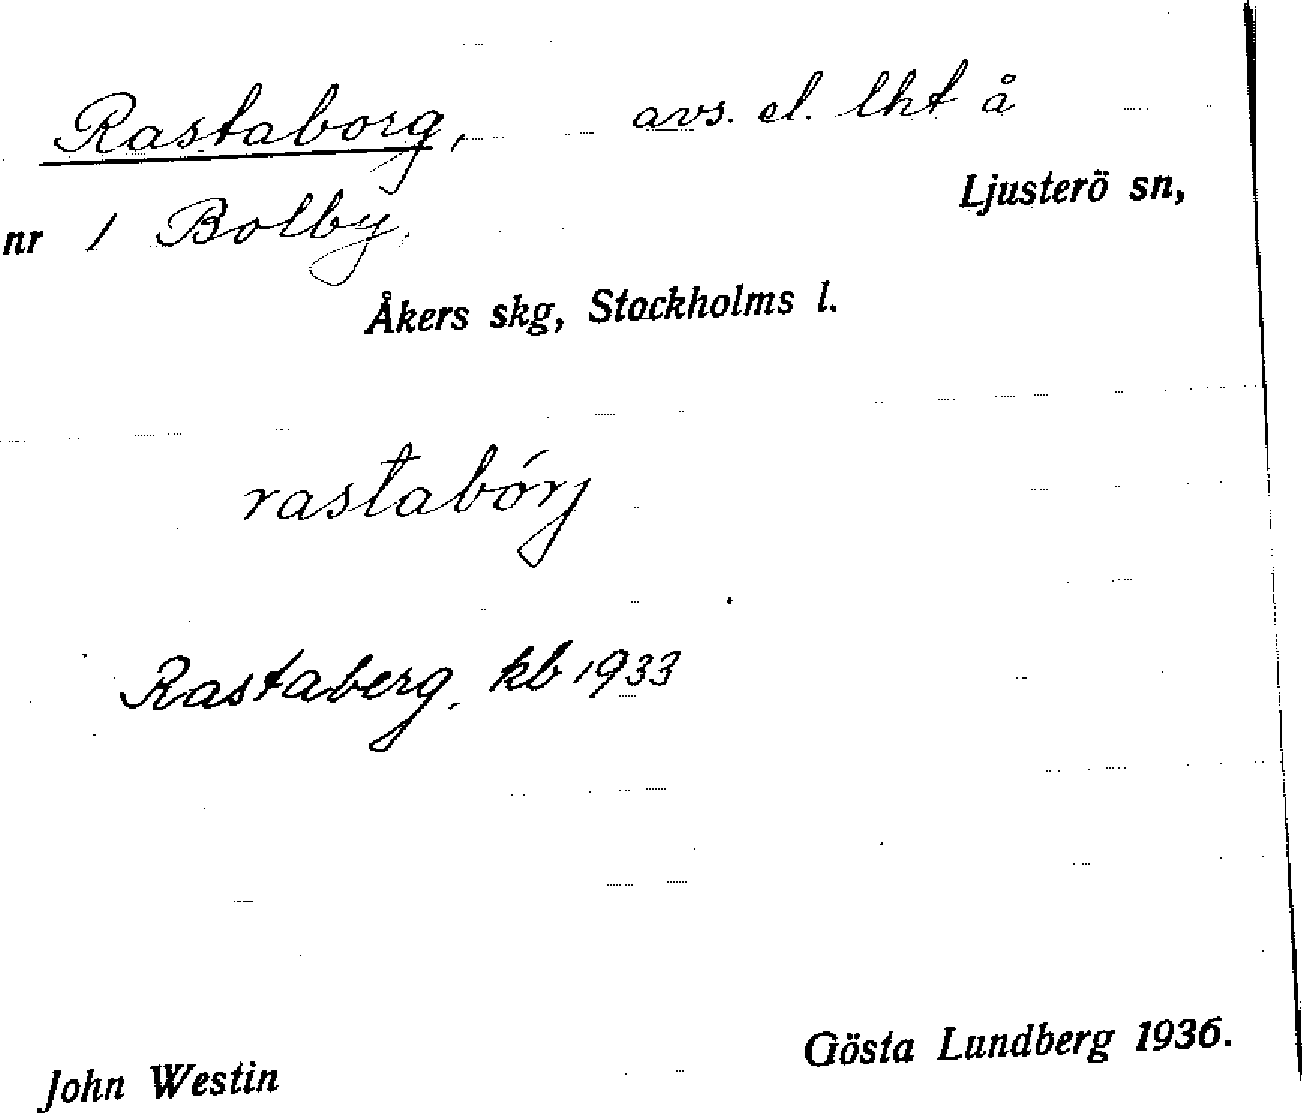 Rastaborg, avs. el. lht å
Ljusterö sn,
nr 1 Bolby,
Åkers skg, Stockholms l.
rastabórj
Rastaberg. kb 1933
John Westin
Gösta Lundberg 1936.